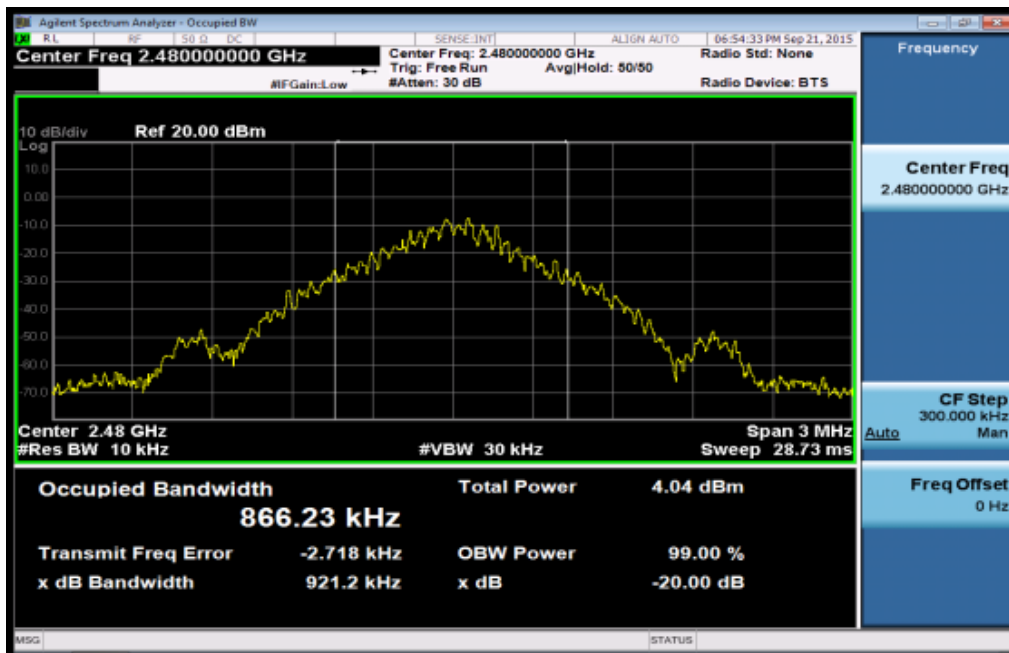 Agilent Spectrum Analyzer - Occupied BW
RL RF 50 Ω DC SENSE:INT ALIGN AUTO 06:54:33 PM Sep 21, 2015
Center Freq 2.480000000 GHz
Center Freq: 2.480000000 GHz Radio Std: None
Trig: Free Run Avg|Hold: 50/50
#IFGain:Low #Atten: 30 dB Radio Device: BTS
10 dB/div Ref 20.00 dBm
Log
10.0
0.00
-10.0
-20.0
-30.0
-40.0
-50.0
-60.0
-70.0
Center 2.48 GHz Span 3 MHz
#Res BW 10 kHz #VBW 30 kHz Sweep 28.73 ms
Occupied Bandwidth Total Power 4.04 dBm
866.23 kHz
Transmit Freq Error -2.718 kHz OBW Power 99.00 %
x dB Bandwidth 921.2 kHz x dB -20.00 dB
MSG STATUS
Frequency
Center Freq
2.480000000 GHz
CF Step
300.000 kHz
Auto Man
Freq Offset
0 Hz